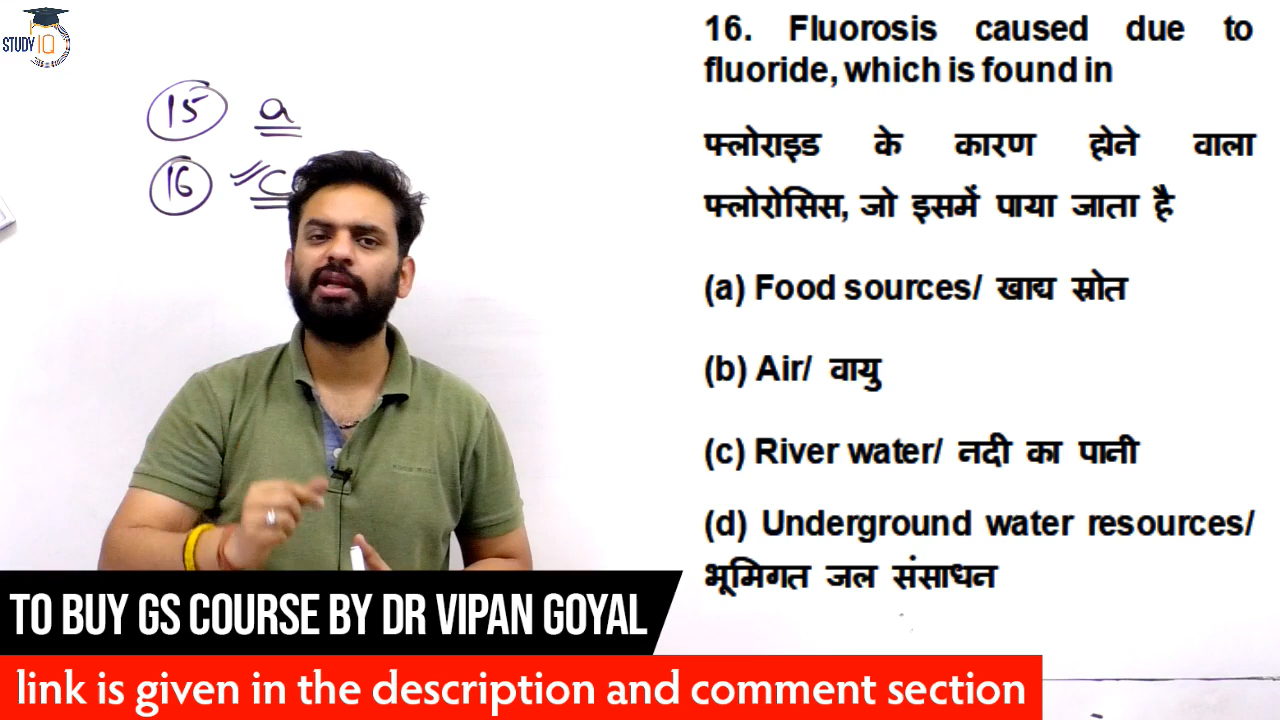 STUDY IQ
15 a
16 C
16. Fluorosis caused due to
fluoride, which is found in
फ्लोराइड के कारण होने वाला
फ्लोरोसिस, जो इसमें पाया जाता है
(a) Food sources/ खाद्य स्रोत
(b) Air/ वायु
(c) River water/ नदी का पानी
(d) Underground water resources/
भूमिगत जल संसाधन
TO BUY GS COURSE BY DR VIPAN GOYAL
link is given in the description and comment section